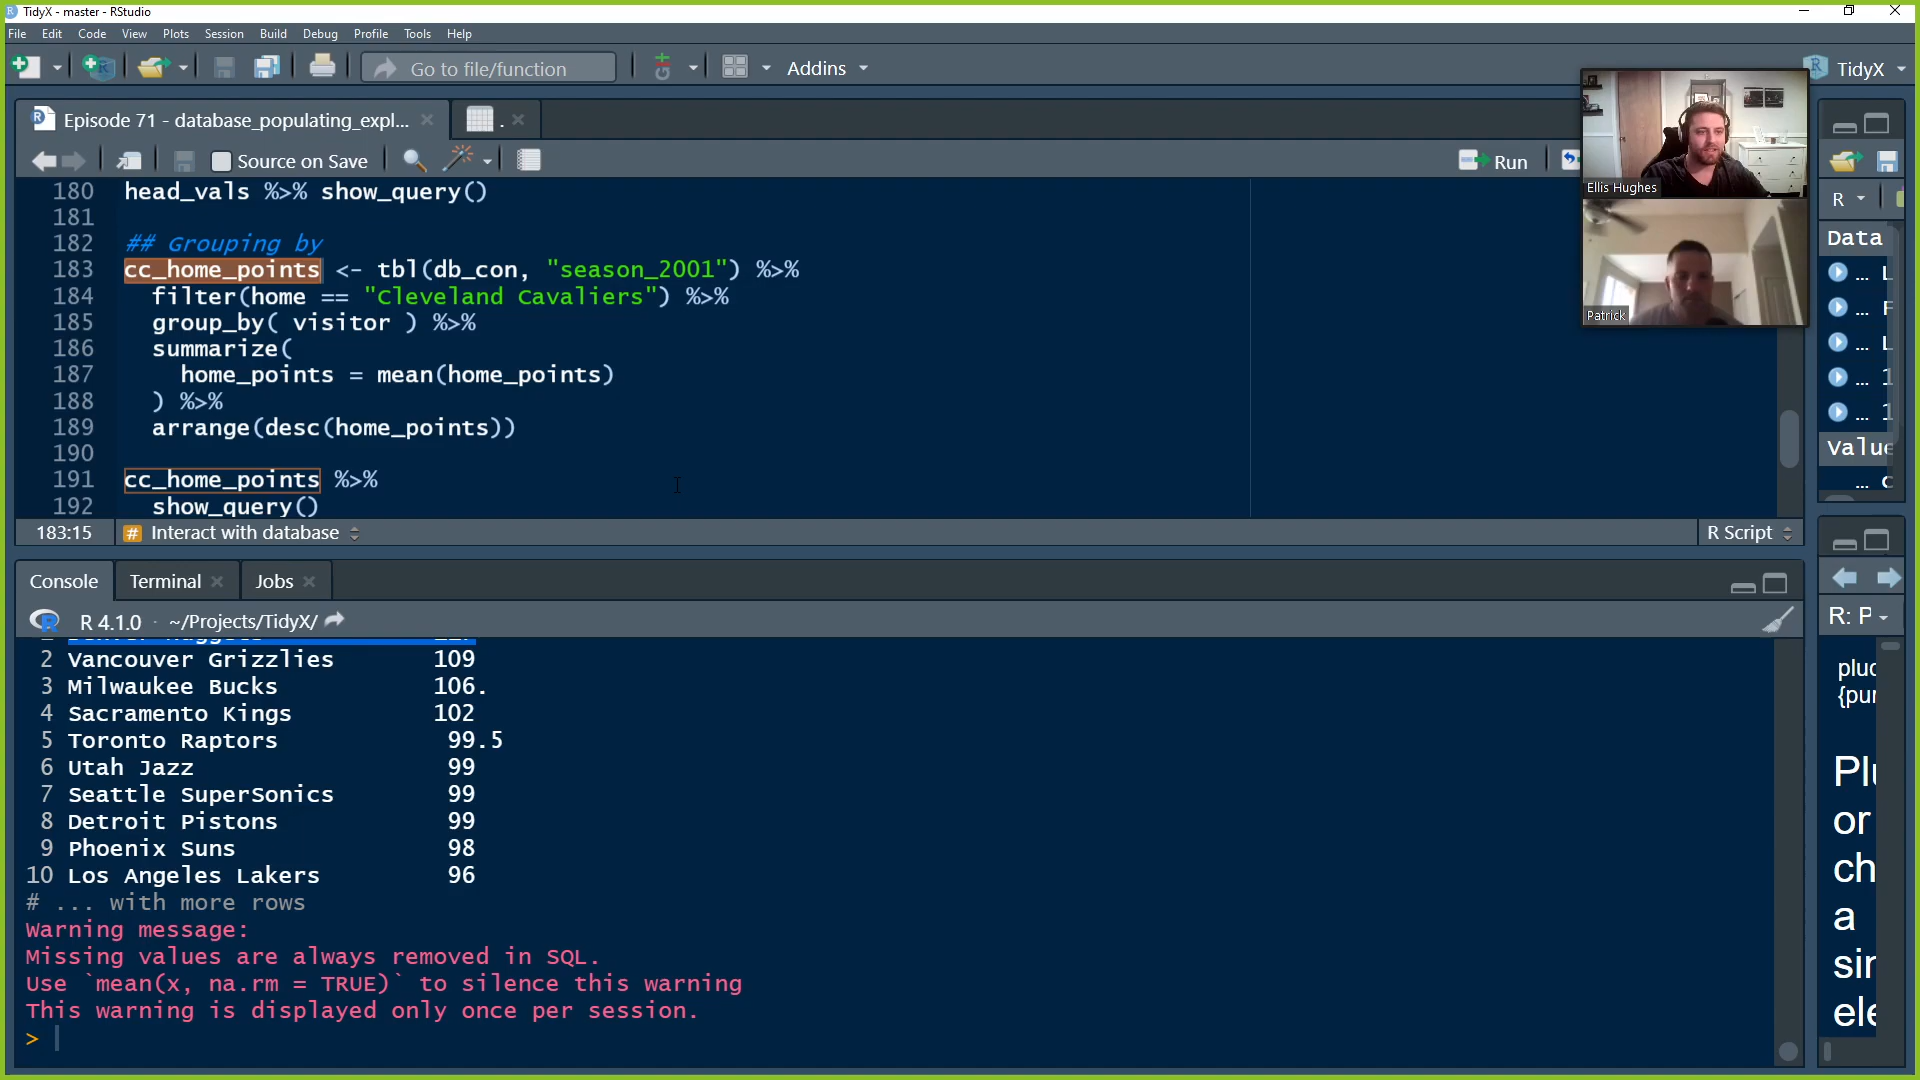 TidyX - master - RStudio
File Edit Code View Plots Session Build Debug Profile Tools Help
Go to file/function Addins TidyX
Episode 71 - database_populating_expl... .
Source on Save Run
Ellis Hughes
Patrick
180 head_vals %>% show_query()
181
182 ## Grouping by
183 cc_home_points <- tbl(db_con, "season_2001") %>%
184 filter(home == "Cleveland Cavaliers") %>%
185 group_by( visitor ) %>%
186 summarize(
187 home_points = mean(home_points)
188 ) %>%
189 arrange(desc(home_points))
190
191 cc_home_points %>%
192 show_query()
183:15 # Interact with database R Script
Console Terminal Jobs
R 4.1.0 · ~/Projects/TidyX/
2 Vancouver Grizzlies 109
3 Milwaukee Bucks 106.
4 Sacramento Kings 102
5 Toronto Raptors 99.5
6 Utah Jazz 99
7 Seattle SuperSonics 99
8 Detroit Pistons 99
9 Phoenix Suns 98
10 Los Angeles Lakers 96
# ... with more rows
Warning message:
Missing values are always removed in SQL.
Use `mean(x, na.rm = TRUE)` to silence this warning
This warning is displayed only once per session.
>
R
Data
... L
... F
... L
... 1
... 1
R: P
or
ch
a